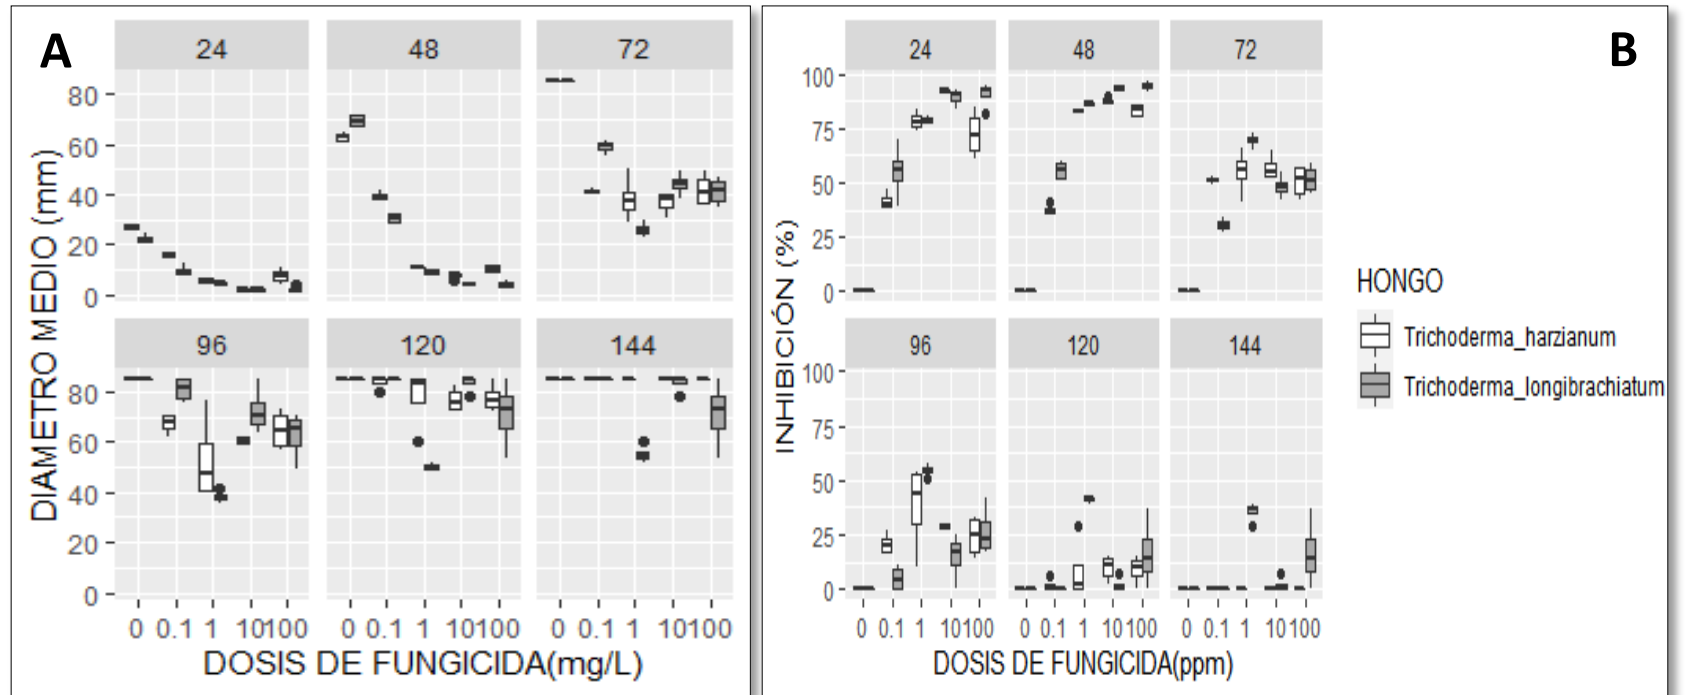 A
24 48 72
80
60
40
20
0
96 120 144
80
60
40
20
0
0 0.1 1 10100 0 0.1 1 10100 0 0.1 1 10100
DOSIS DE FUNGICIDA(mg/L)
DIAMETRO MEDIO (mm)
B
24 48 72
100
75
50
25
0
96 120 144
100
75
50
25
0
0 0.1 1 10100 0 0.1 1 10100 0 0.1 1 10100
DOSIS DE FUNGICIDA(ppm)
INHIBICIÓN (%)
HONGO
Trichoderma_harzianum
Trichoderma_longibrachiatum